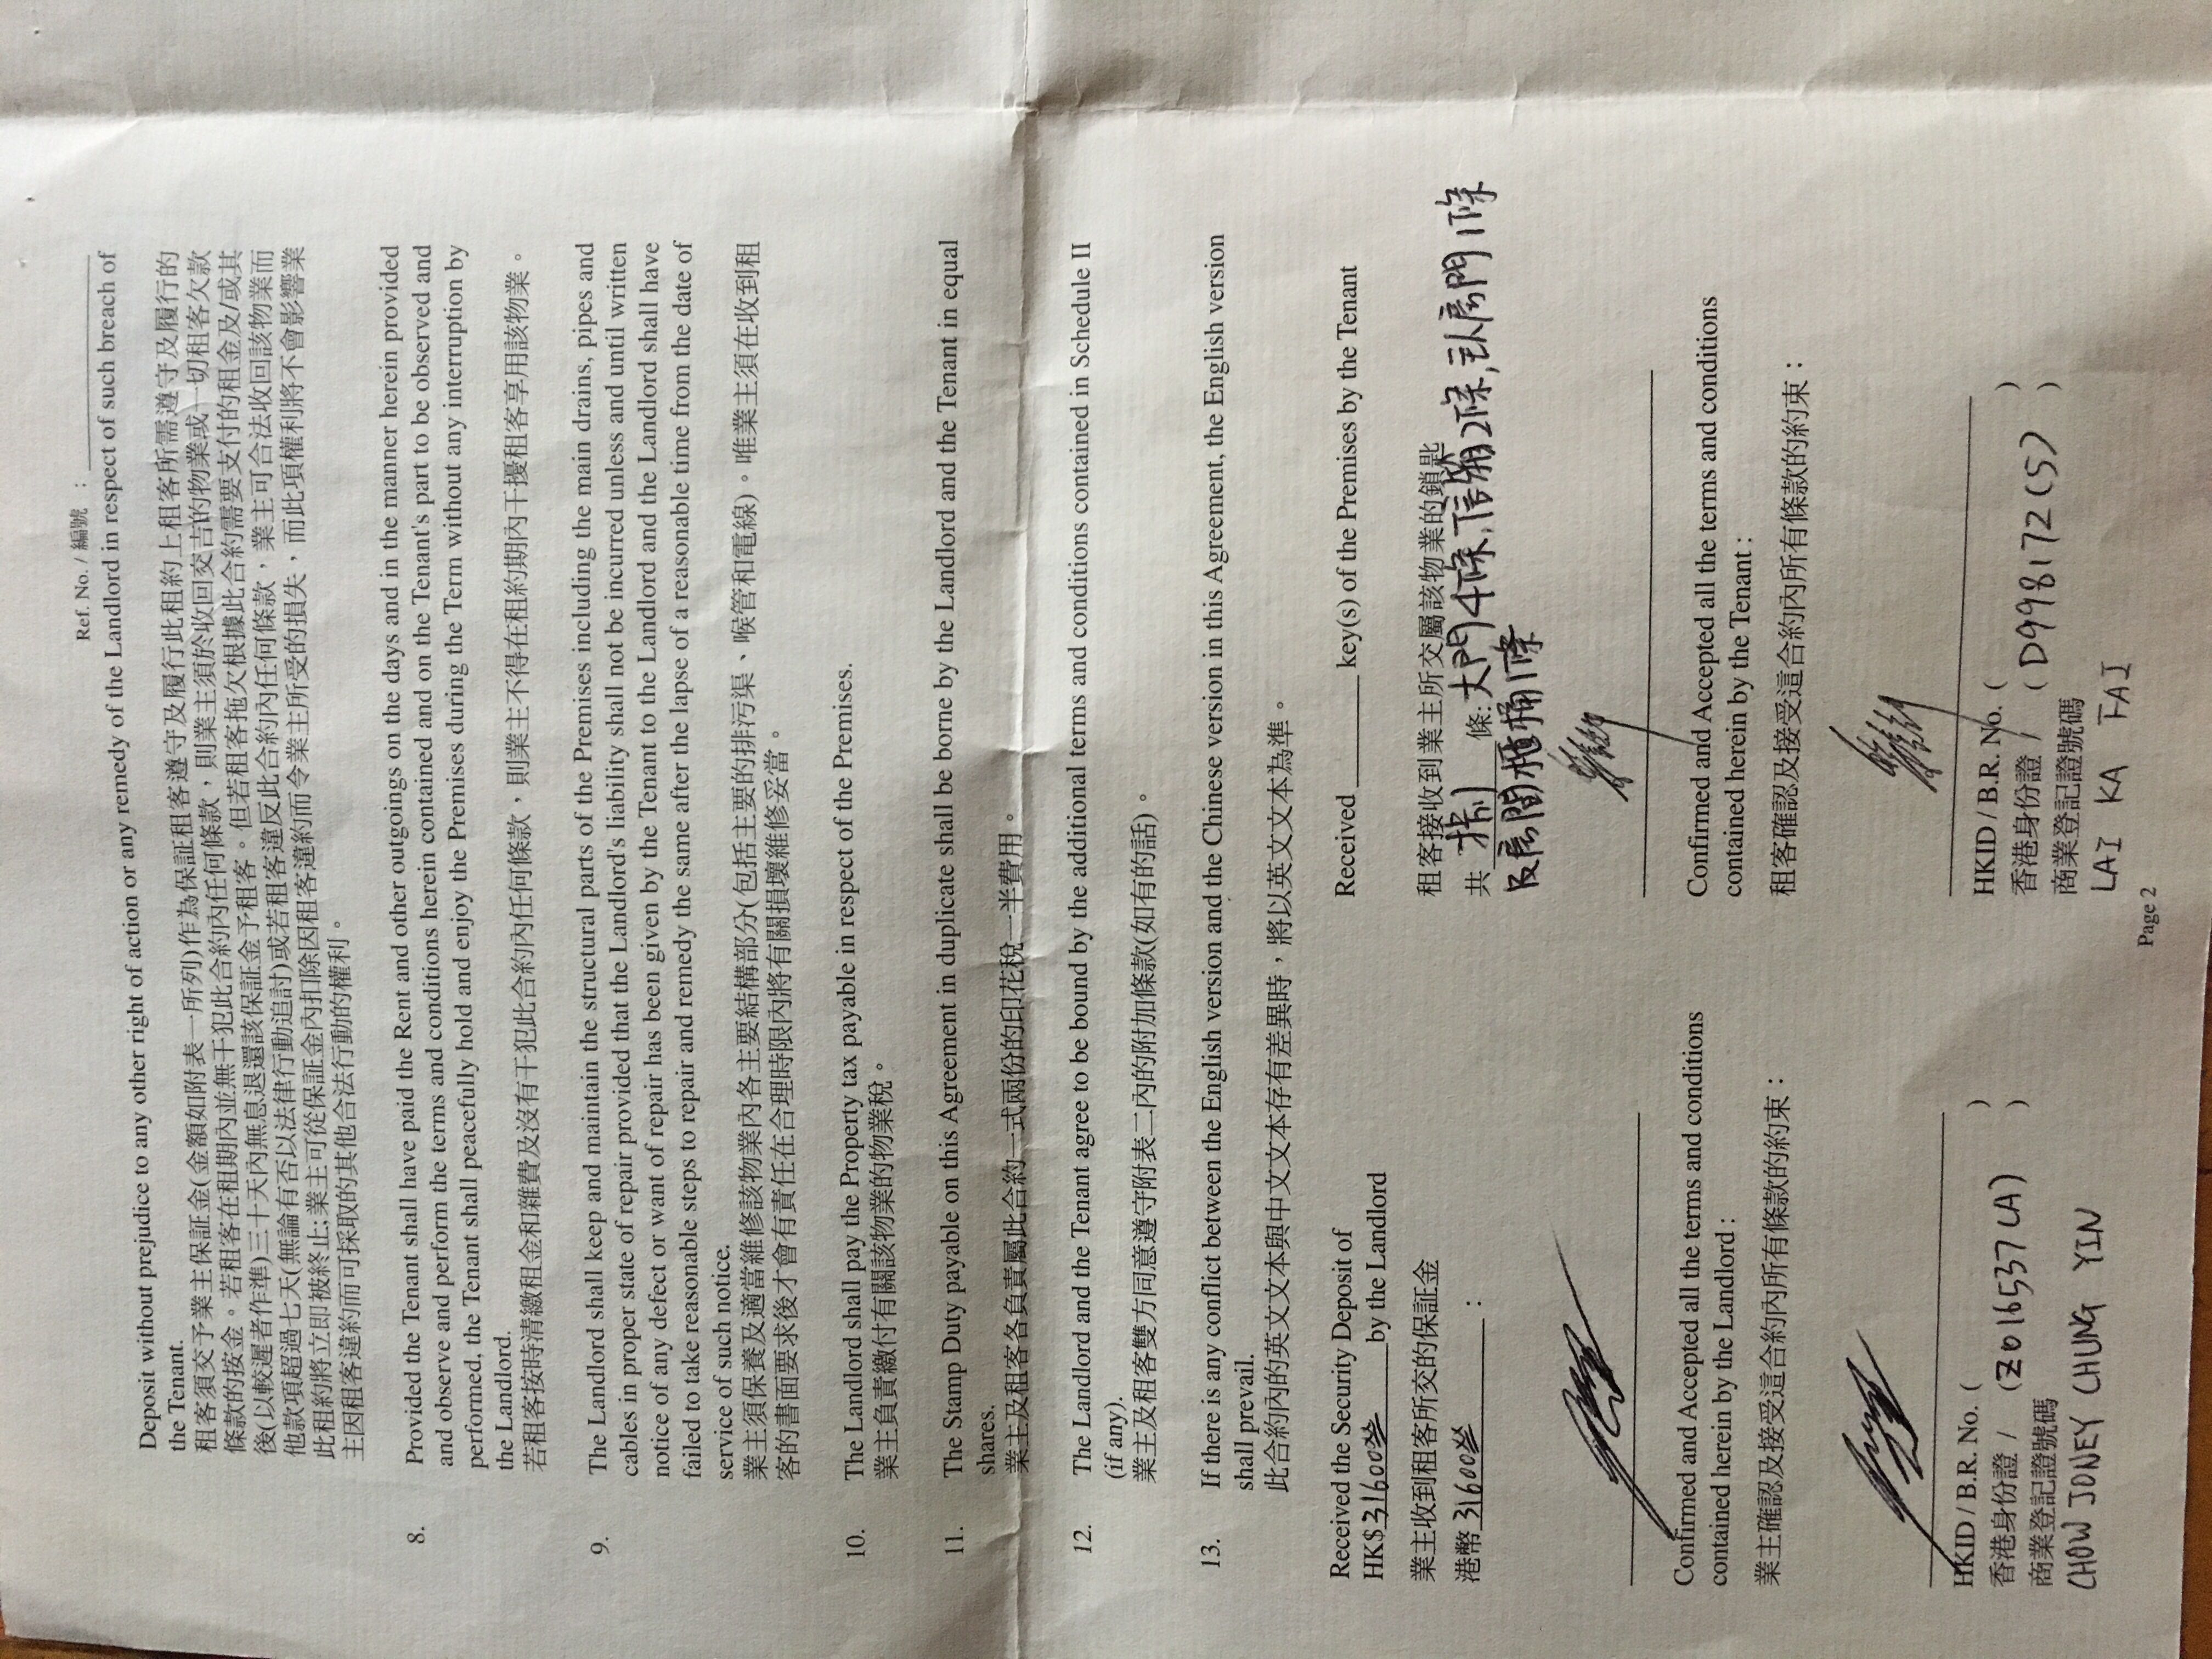 Ref. No. / 編號 :
Deposit without prejudice to any other right of action or any remedy of the Landlord in respect of such breach of
the Tenant.
租客須交予業主保証金(金額如附表一所列)作為保証租客遵守及履行此租約上租客所需遵守及履行的
條款的按金。若租客在租期內並無干犯此合約內任何條款，則業主須於收回交吉的物業或一切租客欠款
後(以較遲者作準)三十天內無息退還該保証金予租客。但若租客拖欠根據此合約需要支付的租金及/或其
他款項超過七天(無論有否以法律行動追討)或若租客違反此合約內任何條款，業主可合法收回該物業而
此租約將立即被終止;業主可從保証金內扣除因租客違約而令業主所受的損失，而此項權利將不會影響業
主因租客違約而可採取的其他合法行動的權利。
8. Provided the Tenant shall have paid the Rent and other outgoings on the days and in the manner herein provided
and observe and perform the terms and conditions herein contained and on the Tenant's part to be observed and
performed, the Tenant shall peacefully hold and enjoy the Premises during the Term without any interruption by
the Landlord.
若租客按時清繳租金和雜費及沒有干犯此合約內任何條款，則業主不得在租約期內干擾租客享用該物業。
9. The Landlord shall keep and maintain the structural parts of the Premises including the main drains, pipes and
cables in proper state of repair provided that the Landlord's liability shall not be incurred unless and until written
notice of any defect or want of repair has been given by the Tenant to the Landlord and the Landlord shall have
failed to take reasonable steps to repair and remedy the same after the lapse of a reasonable time from the date of
service of such notice.
業主須保養及適當維修該物業內各主要結構部分(包括主要的排污渠、喉管和電線)。唯業主須在收到租
客的書面要求後才會有責任在合理時限內將有關損壞維修妥當。
10. The Landlord shall pay the Property tax payable in respect of the Premises.
業主負責繳付有關該物業的物業稅。
11. The Stamp Duty payable on this Agreement in duplicate shall be borne by the Landlord and the Tenant in equal
shares.
業主及租客各負責屬此合約一式兩份的印花稅一半費用。
12. The Landlord and the Tenant agree to be bound by the additional terms and conditions contained in Schedule II
(if any).
業主及租客雙方同意遵守附表二內的附加條款(如有的話)。
13. If there is any conflict between the English version and the Chinese version in this Agreement, the English version
shall prevail.
此合約內的英文文本與中文文本存有差異時，將以英文文本為準。
Received the Security Deposit of
HK$31600 by the Landlord
業主收到租客所交的保証金
港幣 31600 :
Confirmed and Accepted all the terms and conditions
contained herein by the Landlord :
業主確認及接受這合約內所有條款的約束：
HKID / B.R. No. ( )
香港身份證 / (Z016537(A) )
商業登記證號碼
CHOW JONEY CHUNG YIN
Received key(s) of the Premises by the Tenant
租客接收到業主所交屬該物業的鎖匙
共 條: 大門4條,信箱2條,主房門1條
Confirmed and Accepted all the terms and conditions
contained herein by the Tenant :
租客確認及接受這合約內所有條款的約束：
HKID / B.R. No. ( )
香港身份證 / (D998172(5) )
商業登記證號碼
LAI KA FAI
Page 2